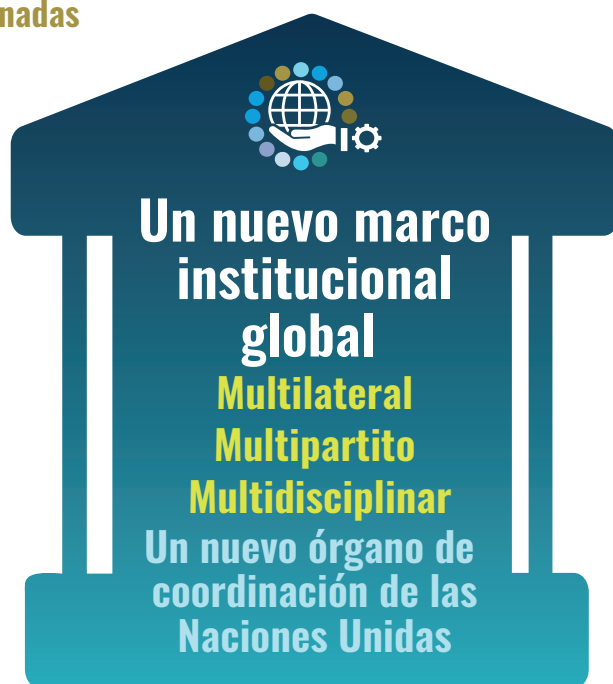 nadas
Un nuevo marco
institucional
global
Multilateral
Multipartito
Multidisciplinar
Un nuevo órgano de
coordinación de las
Naciones Unidas